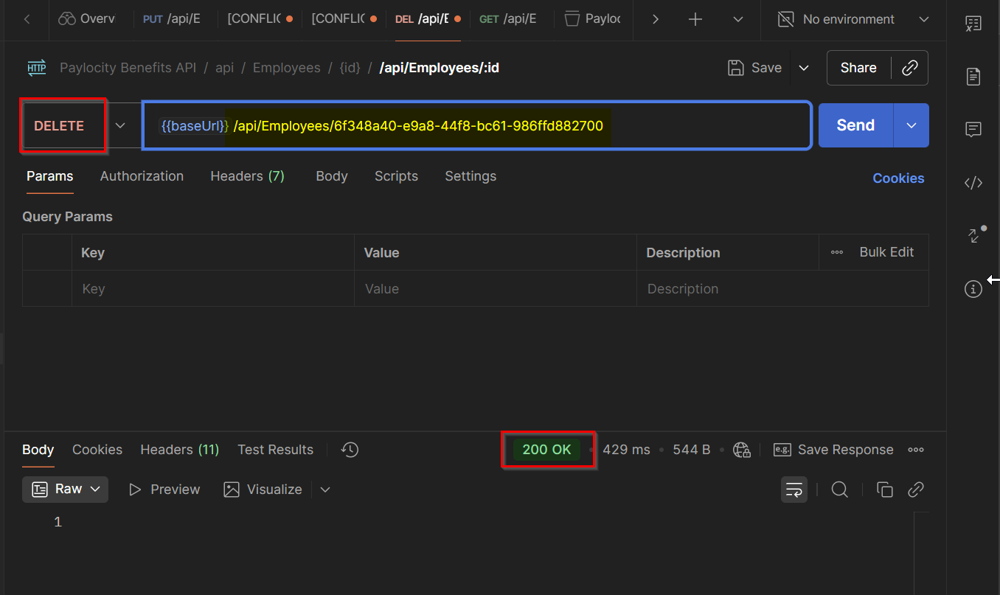 Overv PUT /api/E [CONFLIC [CONFLIC DEL /api/E GET /api/E Payloc No environment
HTTP Paylocity Benefits API / api / Employees / {id} / /api/Employees/:id Save Share
DELETE {{baseUrl}} /api/Employees/6f348a40-e9a8-44f8-bc61-986ffd882700 Send
Params Authorization Headers (7) Body Scripts Settings Cookies
Query Params
Key Value Description Bulk Edit
Key Value Description
Body Cookies Headers (11) Test Results 200 OK 429 ms 544 B e.g. Save Response
Raw Preview Visualize
1